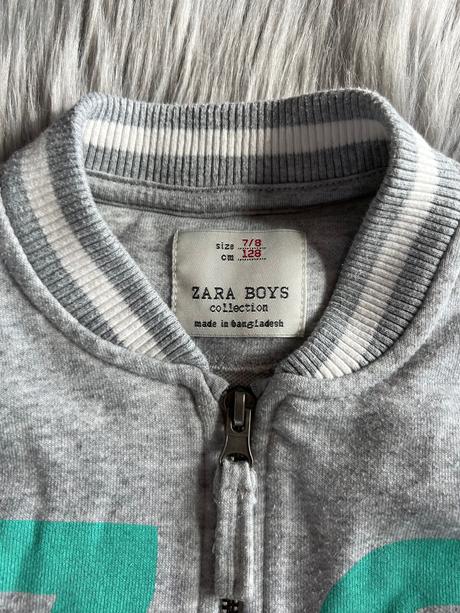 size 7/8
cm 128
ZARA BOYS
collection
made in bangladesh